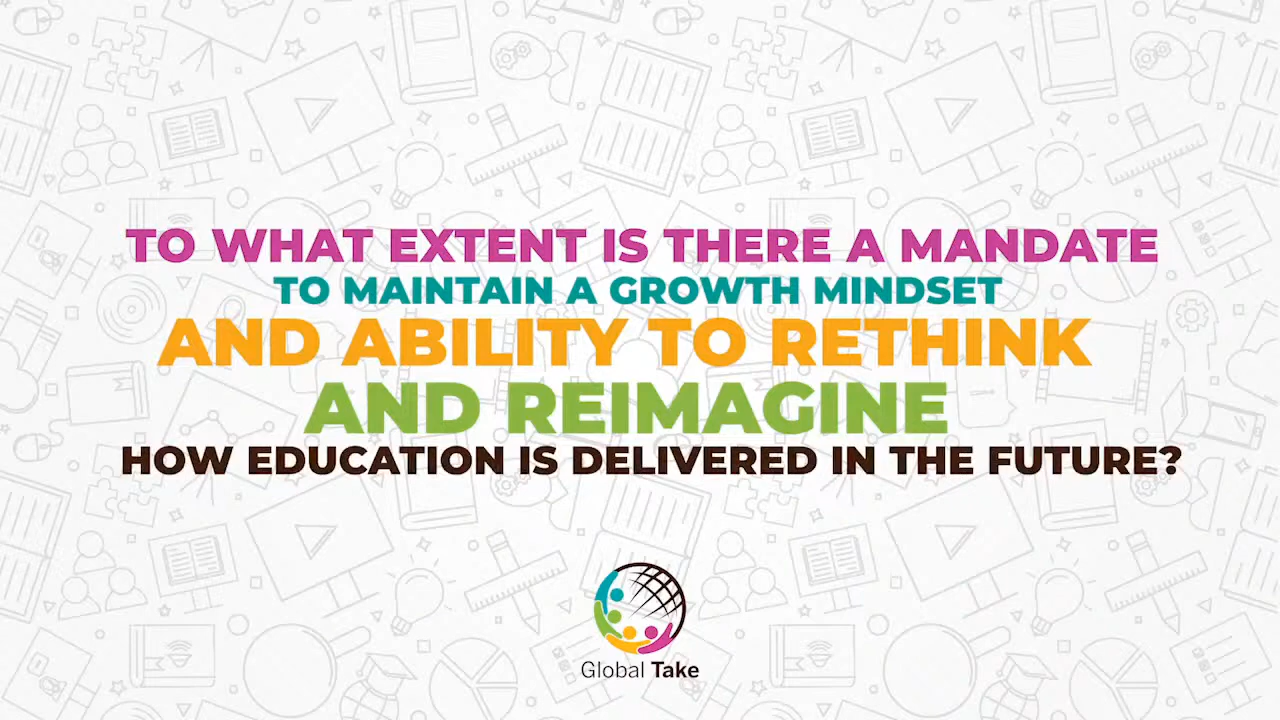 TO WHAT EXTENT IS THERE A MANDATE
TO MAINTAIN A GROWTH MINDSET
AND ABILITY TO RETHINK
AND REIMAGINE
HOW EDUCATION IS DELIVERED IN THE FUTURE?
Global Take